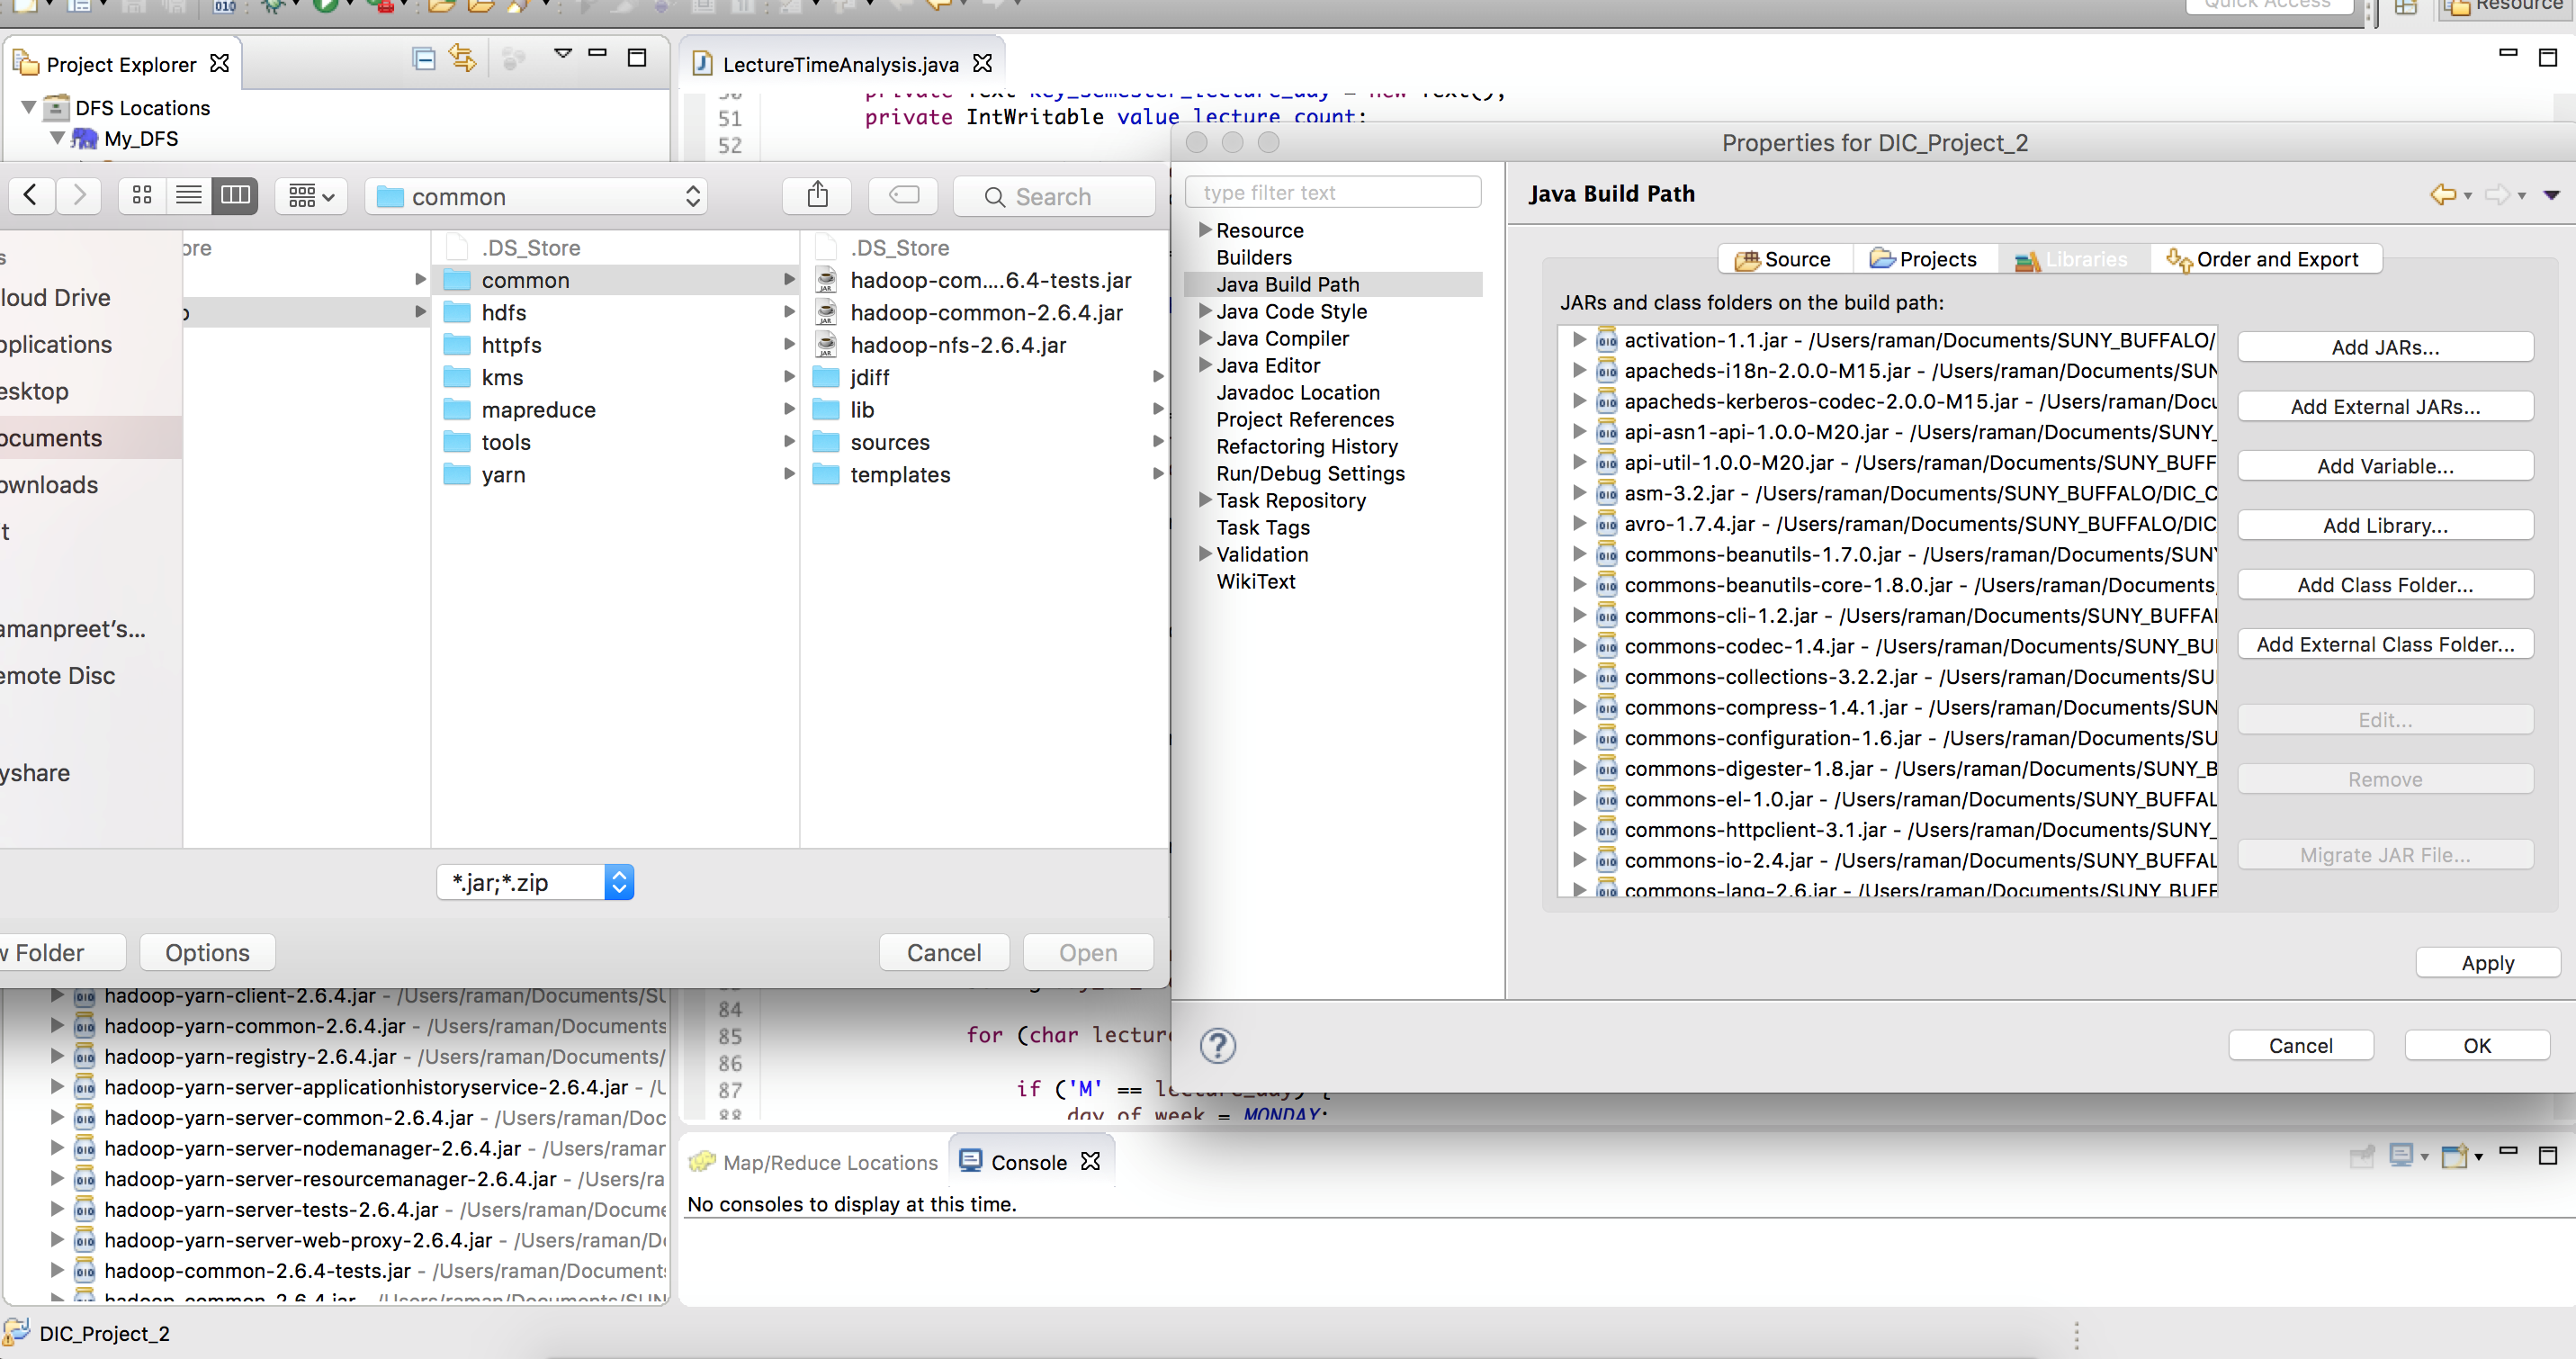 Quick Access
Resource
Project Explorer
LectureTimeAnalysis.java
DFS Locations
My_DFS
50 private Text key_semester_lecture_day = new Text();
51 private IntWritable value_lecture_count;
52
Properties for DIC_Project_2
common
Search
type filter text
Java Build Path
Resource
Builders
Java Build Path
Java Code Style
Java Compiler
Java Editor
Javadoc Location
Project References
Refactoring History
Run/Debug Settings
Task Repository
Task Tags
Validation
WikiText
Source
Projects
Libraries
Order and Export
JARs and class folders on the build path:
activation-1.1.jar - /Users/raman/Documents/SUNY_BUFFALO/
apacheds-i18n-2.0.0-M15.jar - /Users/raman/Documents/SUN
apacheds-kerberos-codec-2.0.0-M15.jar - /Users/raman/Docu
api-asn1-api-1.0.0-M20.jar - /Users/raman/Documents/SUNY_
api-util-1.0.0-M20.jar - /Users/raman/Documents/SUNY_BUFF
asm-3.2.jar - /Users/raman/Documents/SUNY_BUFFALO/DIC_C
avro-1.7.4.jar - /Users/raman/Documents/SUNY_BUFFALO/DIC
commons-beanutils-1.7.0.jar - /Users/raman/Documents/SUNY
commons-beanutils-core-1.8.0.jar - /Users/raman/Documents
commons-cli-1.2.jar - /Users/raman/Documents/SUNY_BUFFAI
commons-codec-1.4.jar - /Users/raman/Documents/SUNY_BUI
commons-collections-3.2.2.jar - /Users/raman/Documents/SU
commons-compress-1.4.1.jar - /Users/raman/Documents/SUN
commons-configuration-1.6.jar - /Users/raman/Documents/SU
commons-digester-1.8.jar - /Users/raman/Documents/SUNY_B
commons-el-1.0.jar - /Users/raman/Documents/SUNY_BUFFAL
commons-httpclient-3.1.jar - /Users/raman/Documents/SUNY_
commons-io-2.4.jar - /Users/raman/Documents/SUNY_BUFFAL
commons-lang-2.6.jar - /Users/raman/Documents/SUNY_BUFF
Add JARs...
Add External JARs...
Add Variable...
Add Library...
Add Class Folder...
Add External Class Folder...
Edit...
Remove
Migrate JAR File...
Apply
Cancel
OK
s
loud Drive
pplications
esktop
ocuments
ownloads
t
amanpreet's...
emote Disc
yshare
ore
.DS_Store
common
hdfs
httpfs
kms
mapreduce
tools
yarn
.DS_Store
hadoop-com....6.4-tests.jar
hadoop-common-2.6.4.jar
hadoop-nfs-2.6.4.jar
jdiff
lib
sources
templates
*.jar;*.zip
w Folder
Options
Cancel
Open
hadoop-yarn-client-2.6.4.jar - /Users/raman/Documents/SU
hadoop-yarn-common-2.6.4.jar - /Users/raman/Documents
hadoop-yarn-registry-2.6.4.jar - /Users/raman/Documents/
hadoop-yarn-server-applicationhistoryservice-2.6.4.jar - /U
hadoop-yarn-server-common-2.6.4.jar - /Users/raman/Doc
hadoop-yarn-server-nodemanager-2.6.4.jar - /Users/raman
hadoop-yarn-server-resourcemanager-2.6.4.jar - /Users/ra
hadoop-yarn-server-tests-2.6.4.jar - /Users/raman/Docume
hadoop-yarn-server-web-proxy-2.6.4.jar - /Users/raman/D
hadoop-common-2.6.4-tests.jar - /Users/raman/Documents
hadoop-common-2.6.4.jar - /Users/raman/Documents/SUN
84
85 for (char lectur
86
87 if ('M' == lecture_day) {
88 day_of_week = MONDAY;
Map/Reduce Locations
Console
No consoles to display at this time.
DIC_Project_2